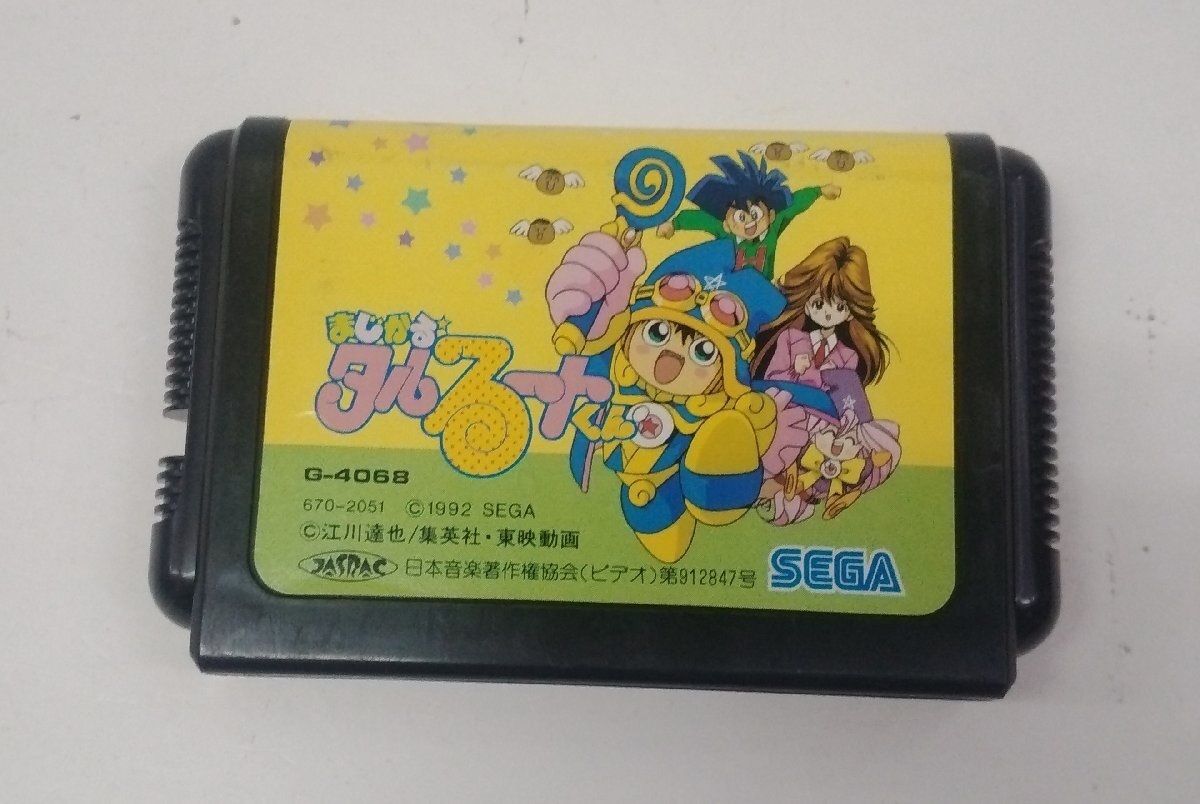 まじかる☆
タルるートくん
G-4068
670-2051 ©1992 SEGA
©江川達也/集英社・東映動画
JASRAC 日本音楽著作権協会(ビデオ)第912847号
SEGA
H